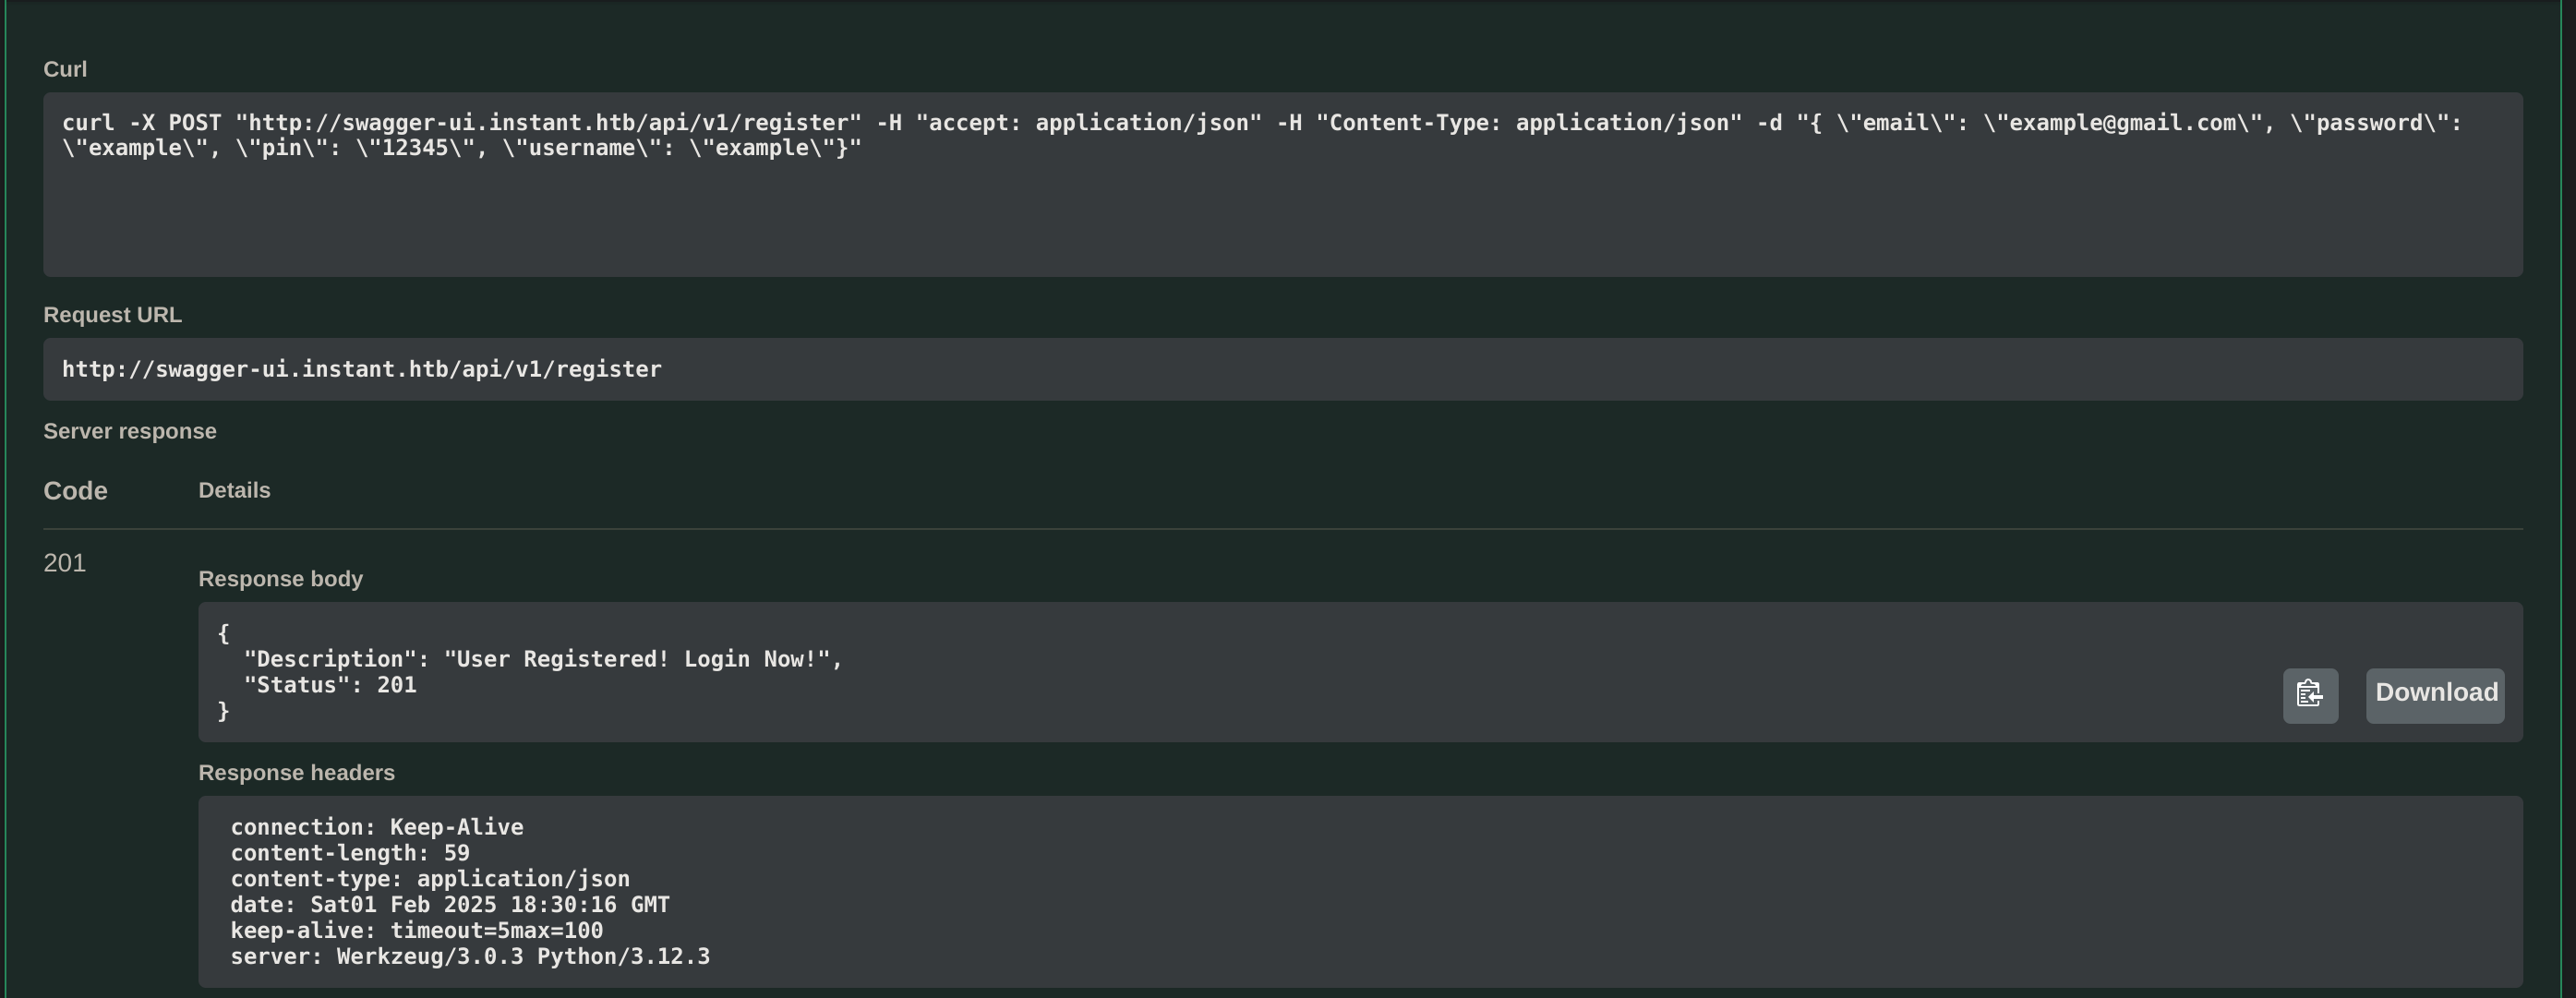 Curl
curl -X POST "http://swagger-ui.instant.htb/api/v1/register" -H "accept: application/json" -H "Content-Type: application/json" -d "{ \"email\": \"example@gmail.com\", \"password\":
\"example\", \"pin\": \"12345\", \"username\": \"example\"}"
Request URL
http://swagger-ui.instant.htb/api/v1/register
Server response
Code Details
201
Response body
{
  "Description": "User Registered! Login Now!",
  "Status": 201
}
Download
Response headers
connection: Keep-Alive
content-length: 59
content-type: application/json
date: Sat01 Feb 2025 18:30:16 GMT
keep-alive: timeout=5max=100
server: Werkzeug/3.0.3 Python/3.12.3